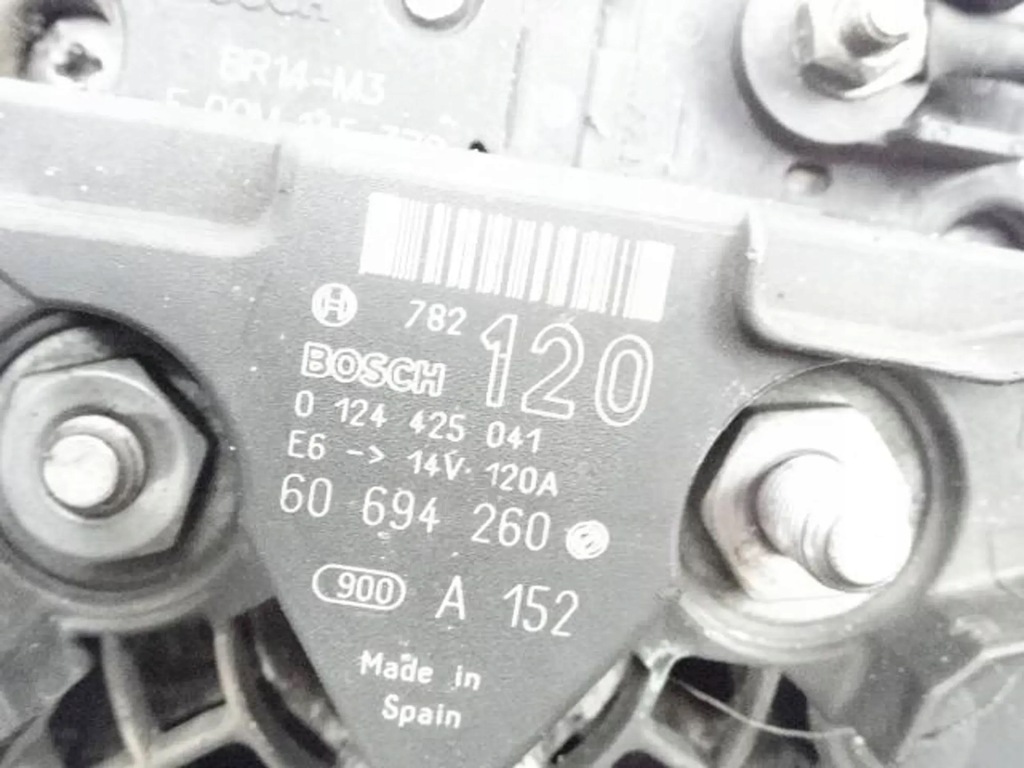 BR14-M3
782
120
BOSCH
0 124 425 041
E6 -> 14V 120A
60 694 260
900 A 152
Made in
Spain